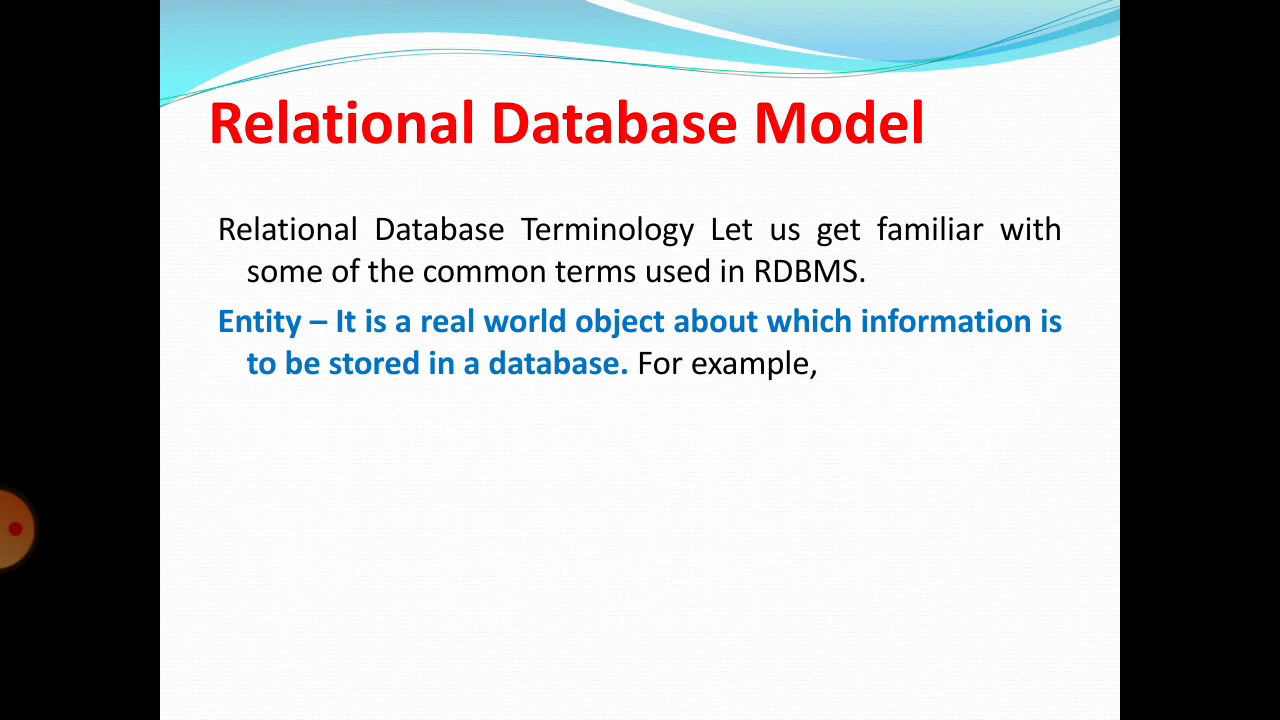 Relational Database Model
Relational Database Terminology Let us get familiar with
some of the common terms used in RDBMS.
Entity – It is a real world object about which information is
to be stored in a database. For example,